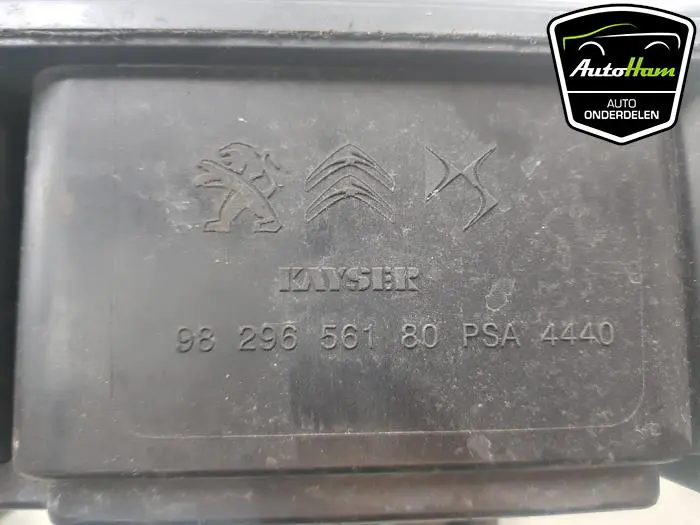 AutoHam
AUTO
ONDERDELEN
KAYSER
98 296 561 80 PSA 4440